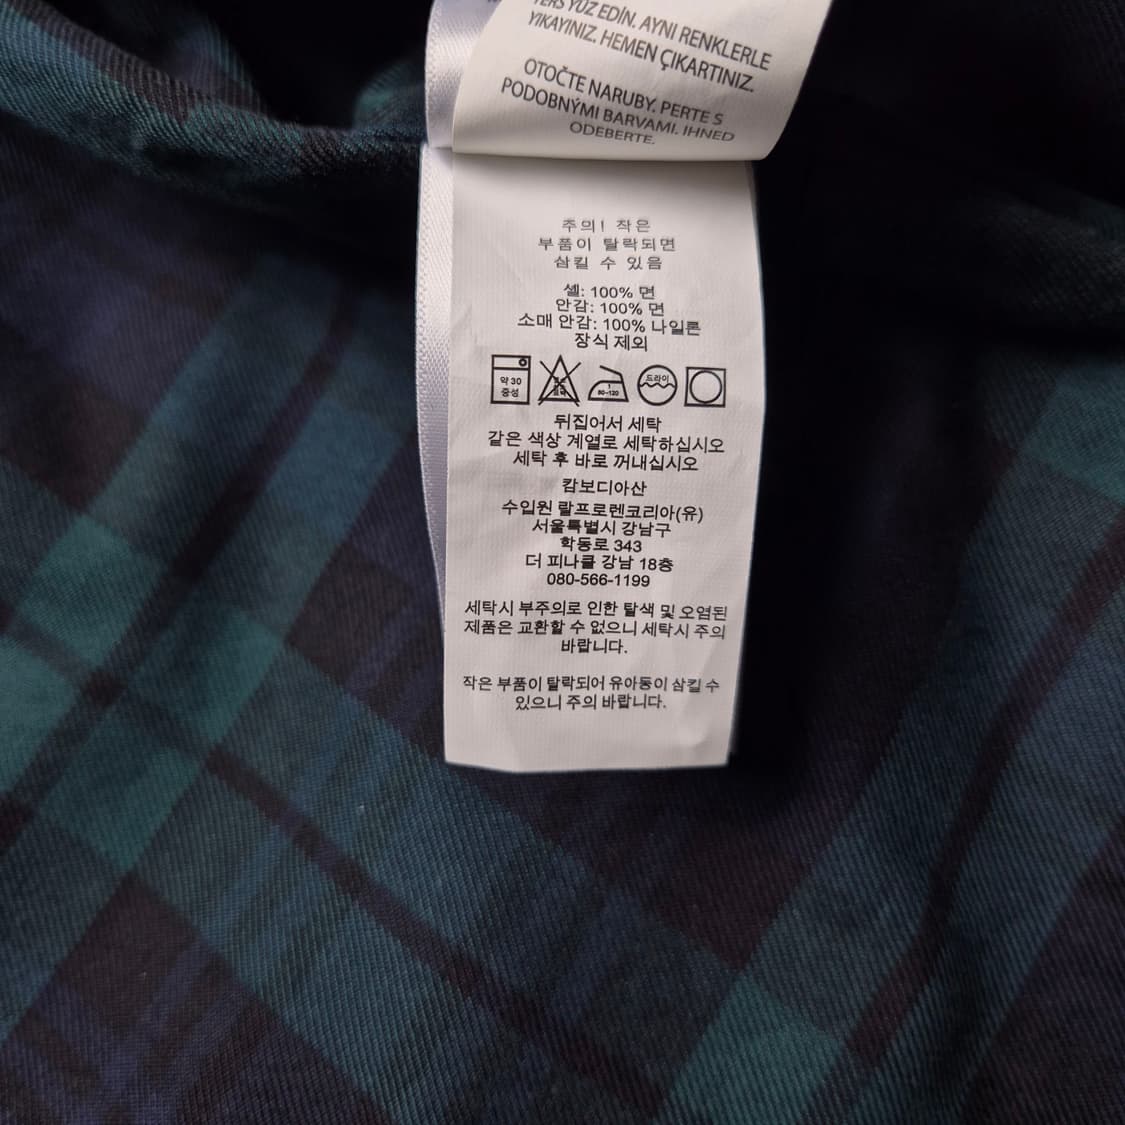 TERS YÜZ EDİN. AYNI RENKLERLE
YIKAYINIZ. HEMEN ÇIKARTINIZ.
OTOČTE NARUBY. PERTE S
PODOBNÝMI BARVAMI. IHNED
ODEBERTE.
주의! 작은
부품이 탈락되면
삼킬 수 있음
셸: 100% 면
안감: 100% 면
소매 안감: 100% 나일론
장식 제외
약 30
중성
드라이
1
80~120
뒤집어서 세탁
같은 색상 계열로 세탁하십시오
세탁 후 바로 꺼내십시오
캄보디아산
수입원 랄프로렌코리아(유)
서울특별시 강남구
학동로 343
더 피나클 강남 18층
080-566-1199
세탁시 부주의로 인한 탈색 및 오염된
제품은 교환할 수 없으니 세탁시 주의
바랍니다.
작은 부품이 탈락되어 유아동이 삼킬 수
있으니 주의 바랍니다.